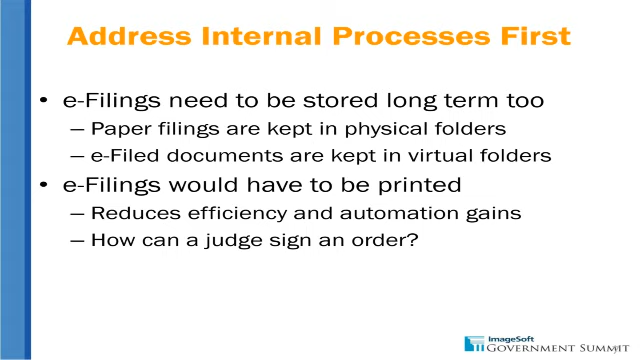 Address Internal Processes First
• e-Filings need to be stored long term too
– Paper filings are kept in physical folders
– e-Filed documents are kept in virtual folders
• e-Filings would have to be printed
– Reduces efficiency and automation gains
– How can a judge sign an order?
ImageSoft
GOVERNMENT SUMMIT